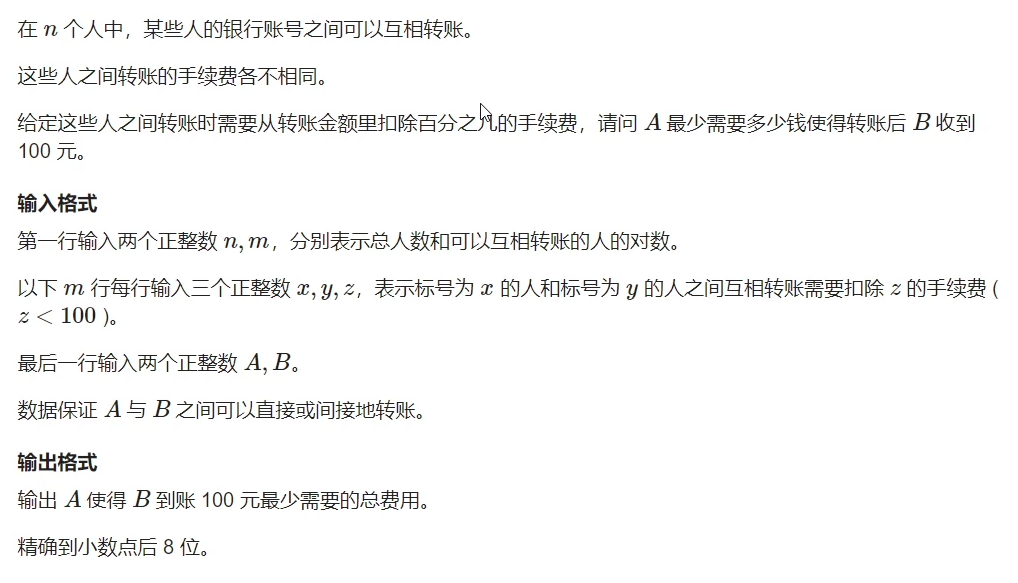 在 n 个人中，某些人的银行账号之间可以互相转账。
这些人之间转账的手续费各不相同。
给定这些人之间转账时需要从转账金额里扣除百分之几的手续费，请问 A 最少需要多少钱使得转账后 B 收到
100 元。
输入格式
第一行输入两个正整数 n, m，分别表示总人数和可以互相转账的人的对数。
以下 m 行每行输入三个正整数 x, y, z，表示标号为 x 的人和标号为 y 的人之间互相转账需要扣除 z 的手续费 (
z < 100 )。
最后一行输入两个正整数 A, B。
数据保证 A 与 B 之间可以直接或间接地转账。
输出格式
输出 A 使得 B 到账 100 元最少需要的总费用。
精确到小数点后 8 位。